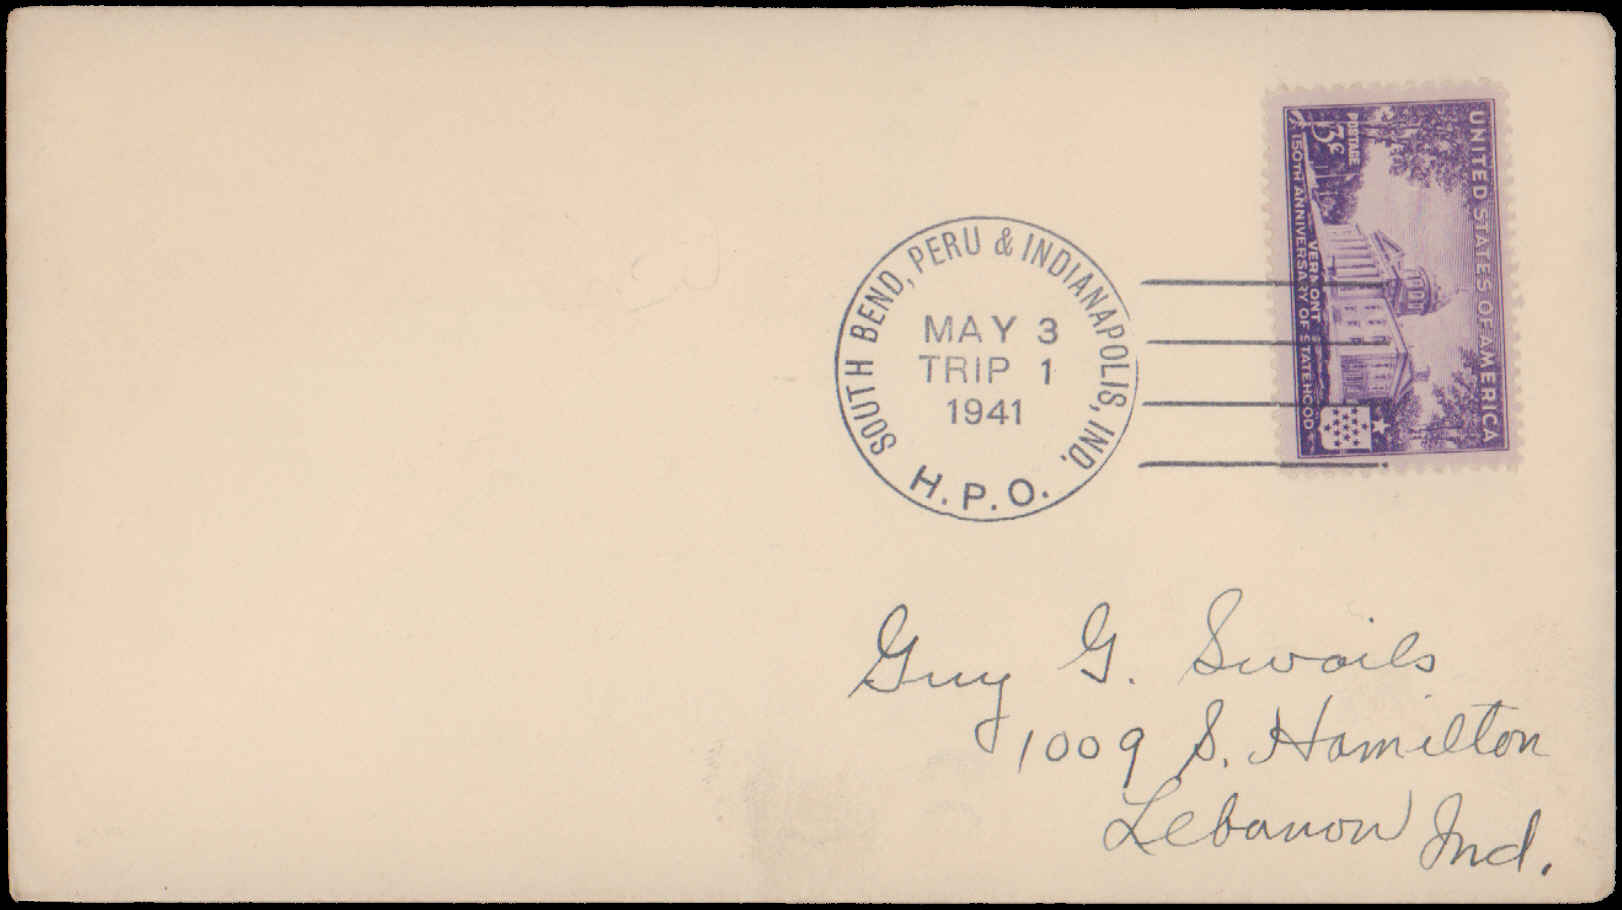 UNITED STATES OF AMERICA
POSTAGE
3¢
VERMONT
150TH ANNIVERSARY OF STATEHOOD
SOUTH BEND, PERU & INDIANAPOLIS, IND.
MAY 3
TRIP 1
1941
H.P.O.
Guy G. Swails
1009 S. Hamilton
Lebanon Ind.